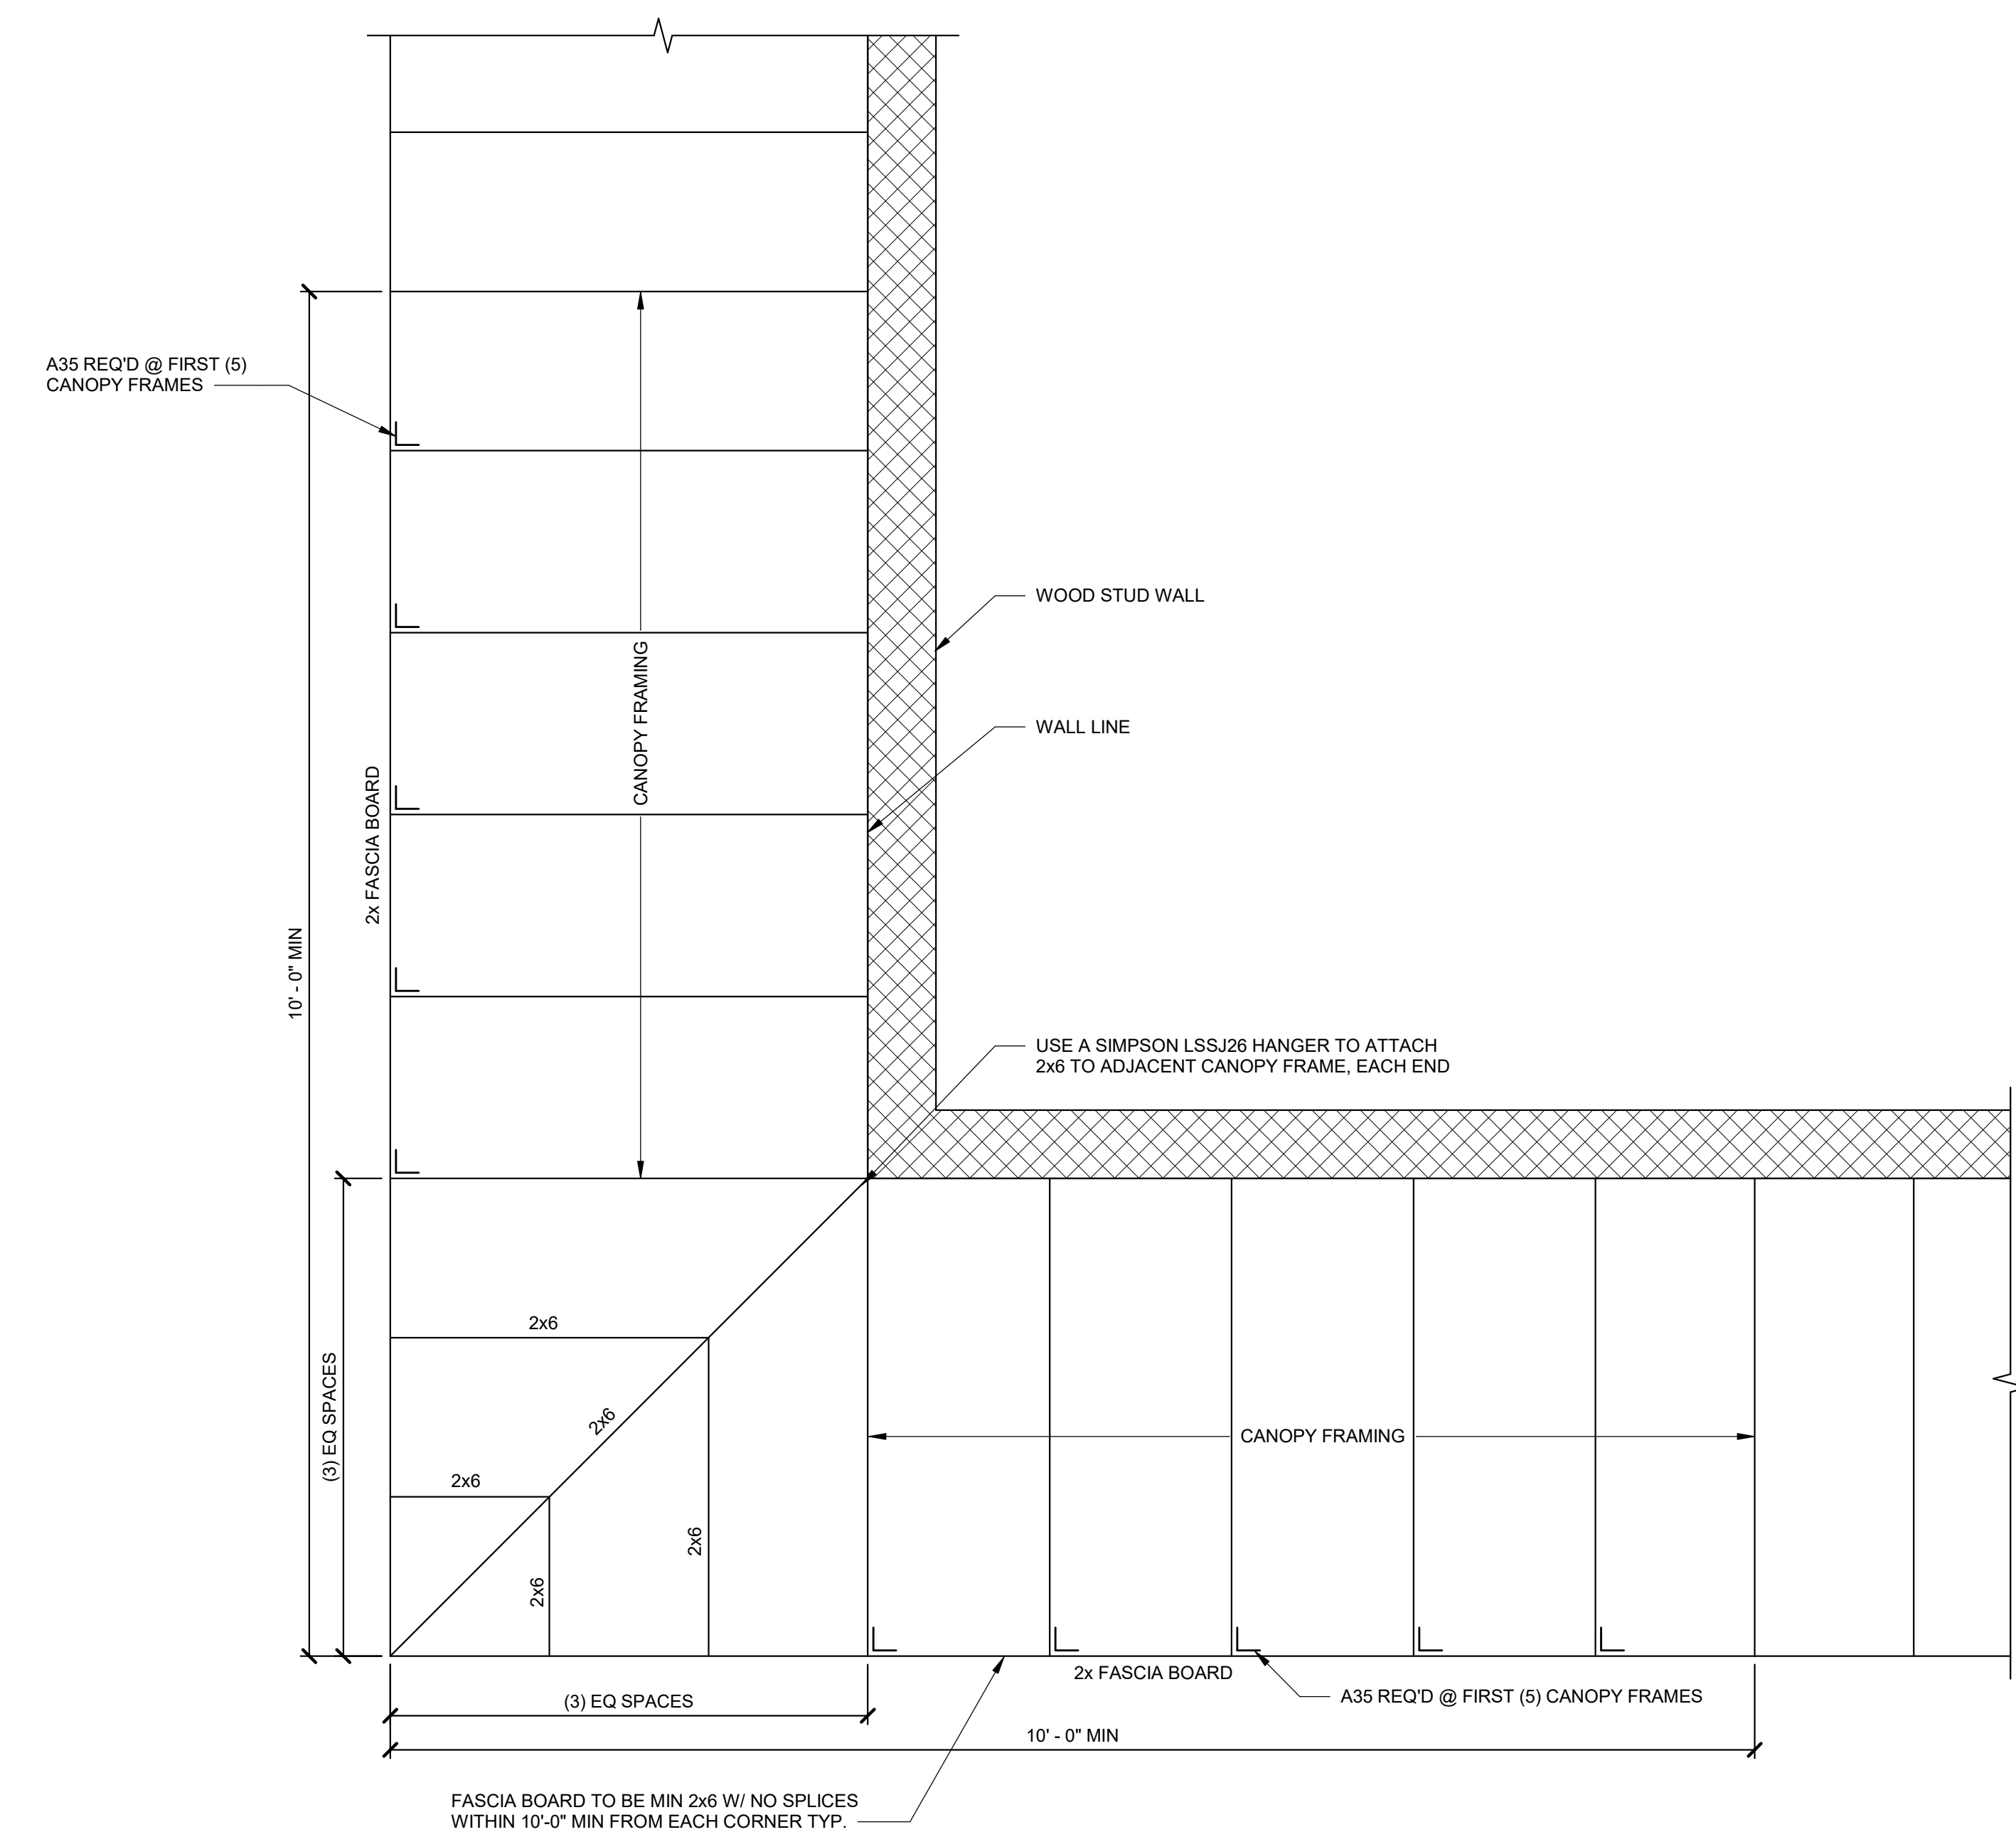 A35 REQ'D @ FIRST (5)
CANOPY FRAMES
WOOD STUD WALL
CANOPY FRAMING
WALL LINE
2x FASCIA BOARD
10' - 0" MIN
USE A SIMPSON LSSJ26 HANGER TO ATTACH
2x6 TO ADJACENT CANOPY FRAME, EACH END
2x6
(3) EQ SPACES
2x6
CANOPY FRAMING
2x6
2x6
2x6
2x FASCIA BOARD
(3) EQ SPACES
A35 REQ'D @ FIRST (5) CANOPY FRAMES
10' - 0" MIN
FASCIA BOARD TO BE MIN 2x6 W/ NO SPLICES
WITHIN 10'-0" MIN FROM EACH CORNER TYP.